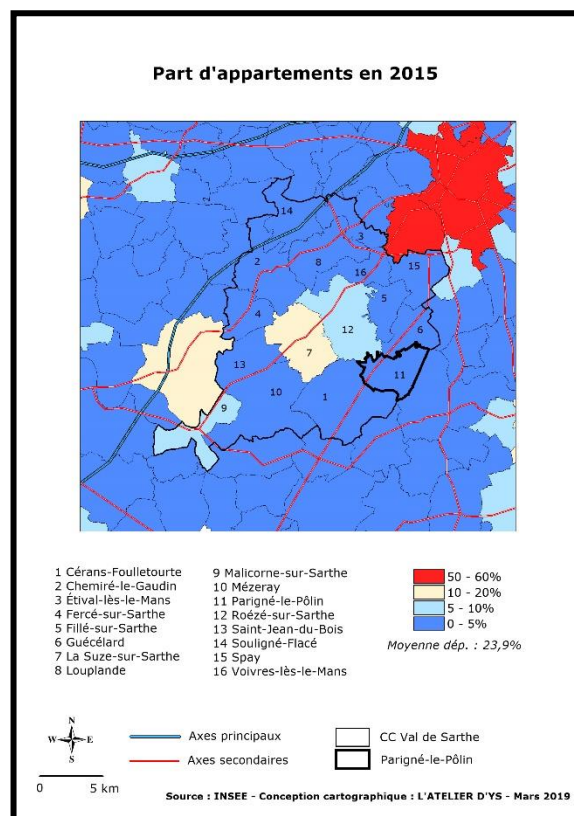 Part d'appartements en 2015
14
3
2
8
15
16
5
4
12
6
7
13
11
10
1
9
1 Cérans-Foulletourte
2 Chemiré-le-Gaudin
3 Étival-lès-le-Mans
4 Fercé-sur-Sarthe
5 Fillé-sur-Sarthe
6 Guécélard
7 La Suze-sur-Sarthe
8 Louplande
9 Malicorne-sur-Sarthe
10 Mézeray
11 Parigné-le-Pôlin
12 Roézé-sur-Sarthe
13 Saint-Jean-du-Bois
14 Souligné-Flacé
15 Spay
16 Voivres-lès-le-Mans
50 - 60%
10 - 20%
5 - 10%
0 - 5%
Moyenne dép. : 23,9%
N
W E
S
Axes principaux
Axes secondaires
CC Val de Sarthe
Parigné-le-Pôlin
0 5 km
Source : INSEE - Conception cartographique : L'ATELIER D'YS - Mars 2019